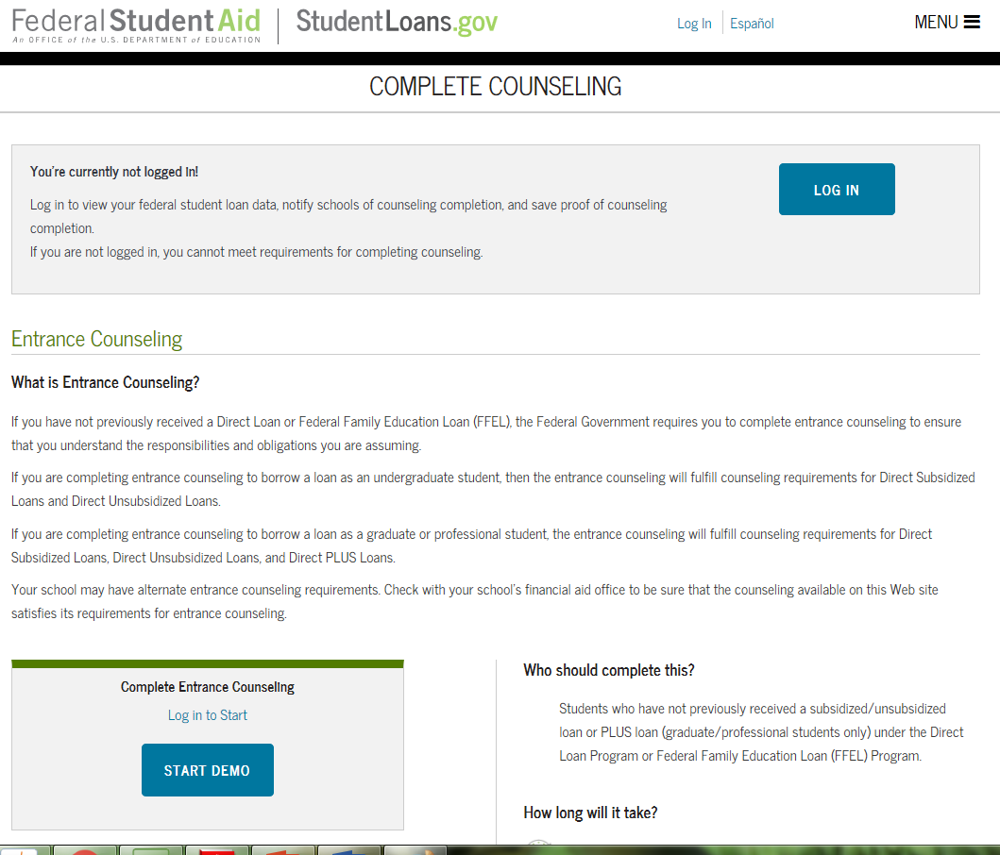 Federal StudentAid StudentLoans.gov Log In Español MENU
An OFFICE of the U.S. DEPARTMENT of EDUCATION
COMPLETE COUNSELING
You're currently not logged in!
LOG IN
Log in to view your federal student loan data, notify schools of counseling completion, and save proof of counseling
completion.
If you are not logged in, you cannot meet requirements for completing counseling.
Entrance Counseling
What is Entrance Counseling?
If you have not previously received a Direct Loan or Federal Family Education Loan (FFEL), the Federal Government requires you to complete entrance counseling to ensure
that you understand the responsibilities and obligations you are assuming.
If you are completing entrance counseling to borrow a loan as an undergraduate student, then the entrance counseling will fulfill counseling requirements for Direct Subsidized
Loans and Direct Unsubsidized Loans.
If you are completing entrance counseling to borrow a loan as a graduate or professional student, the entrance counseling will fulfill counseling requirements for Direct
Subsidized Loans, Direct Unsubsidized Loans, and Direct PLUS Loans.
Your school may have alternate entrance counseling requirements. Check with your school's financial aid office to be sure that the counseling available on this Web site
satisfies its requirements for entrance counseling.
Complete Entrance Counseling
Log in to Start
START DEMO
Who should complete this?
Students who have not previously received a subsidized/unsubsidized
loan or PLUS loan (graduate/professional students only) under the Direct
Loan Program or Federal Family Education Loan (FFEL) Program.
How long will it take?